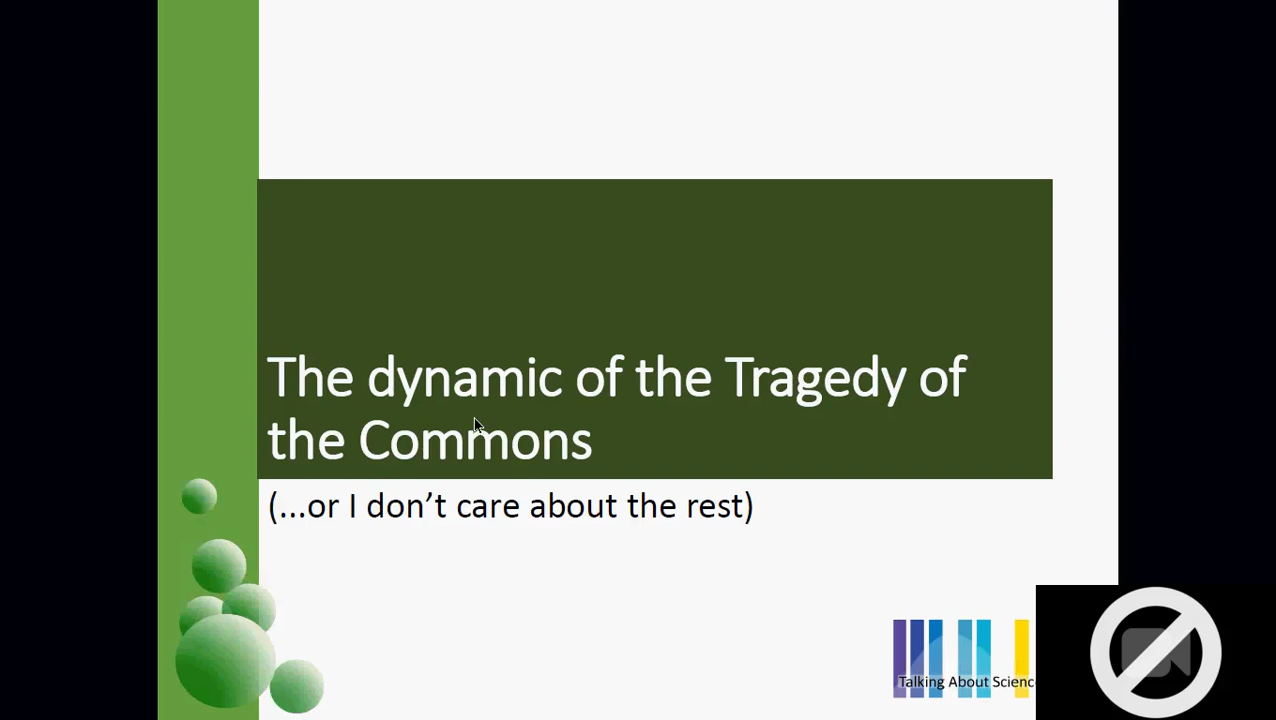 The dynamic of the Tragedy of
the Commons
(...or I don't care about the rest)
Talking About Scienc